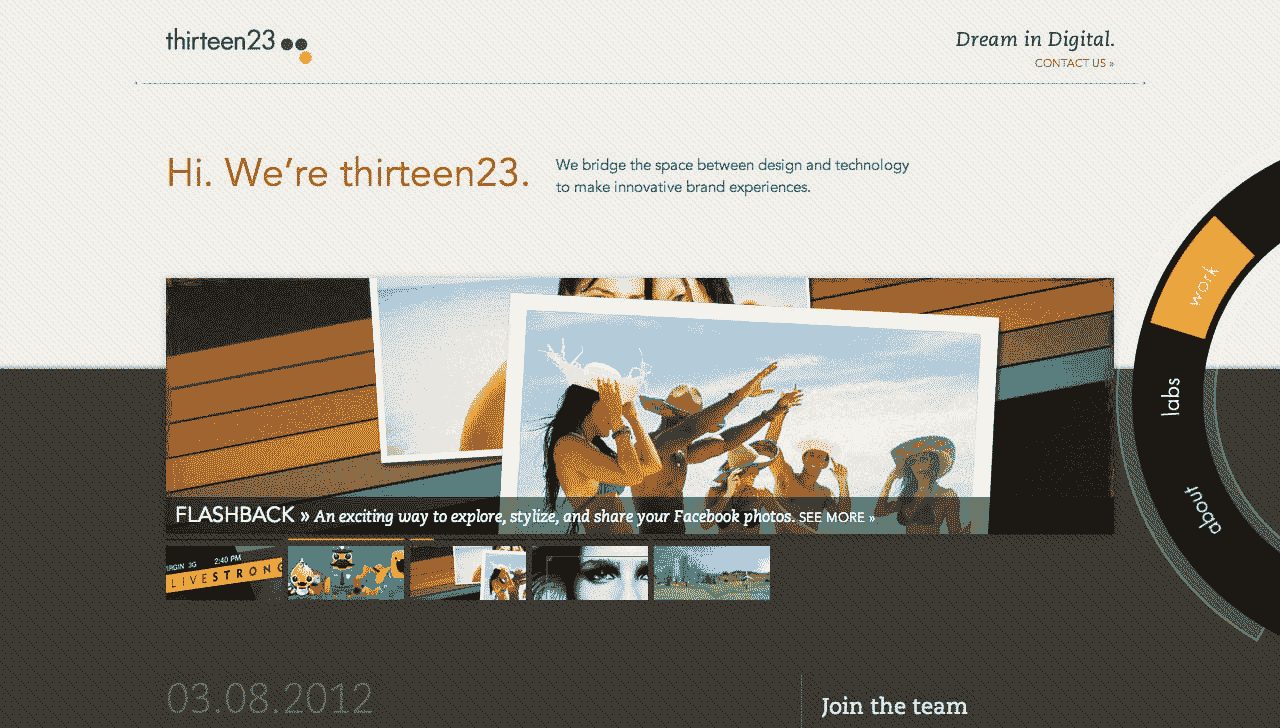 thirteen23
Dream in Digital.
CONTACT US »
Hi. We're thirteen23.
We bridge the space between design and technology
to make innovative brand experiences.
work
labs
about
FLASHBACK » An exciting way to explore, stylize, and share your Facebook photos. SEE MORE »
IRGIN 3G 2:40 PM
LIVESTRONG
03.08.2012
Join the team